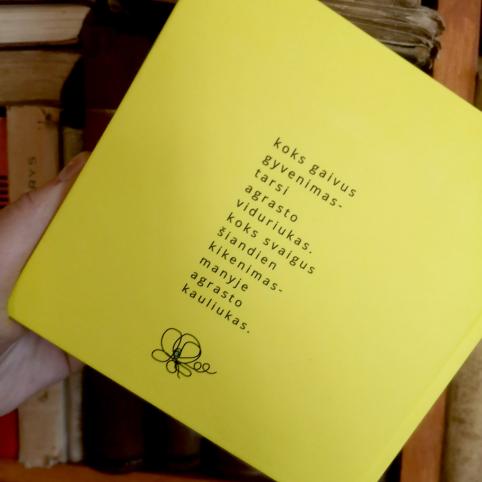 koks gaivus
gyvenimas-
tarsi
agrasto
viduriukas.
koks svaigus
šiandien
kikenimas-
manyje
agrasto
kauliukas.